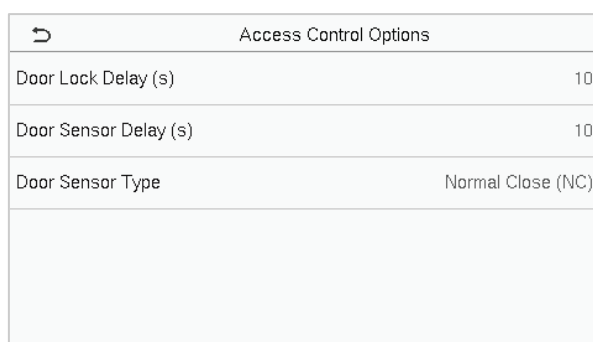 Access Control Options
Door Lock Delay (s) 10
Door Sensor Delay (s) 10
Door Sensor Type Normal Close (NC)